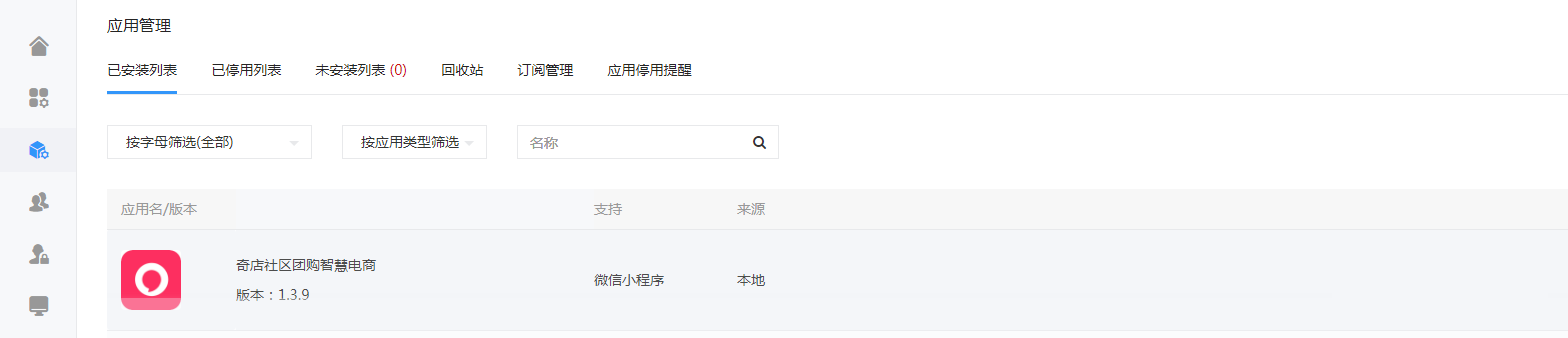 应用管理
已安装列表 已停用列表 未安装列表 (0) 回收站 订阅管理 应用停用提醒
按字母筛选(全部) 按应用类型筛选 名称
应用名/版本 支持 来源
奇店社区团购智慧电商
微信小程序 本地
版本：1.3.9